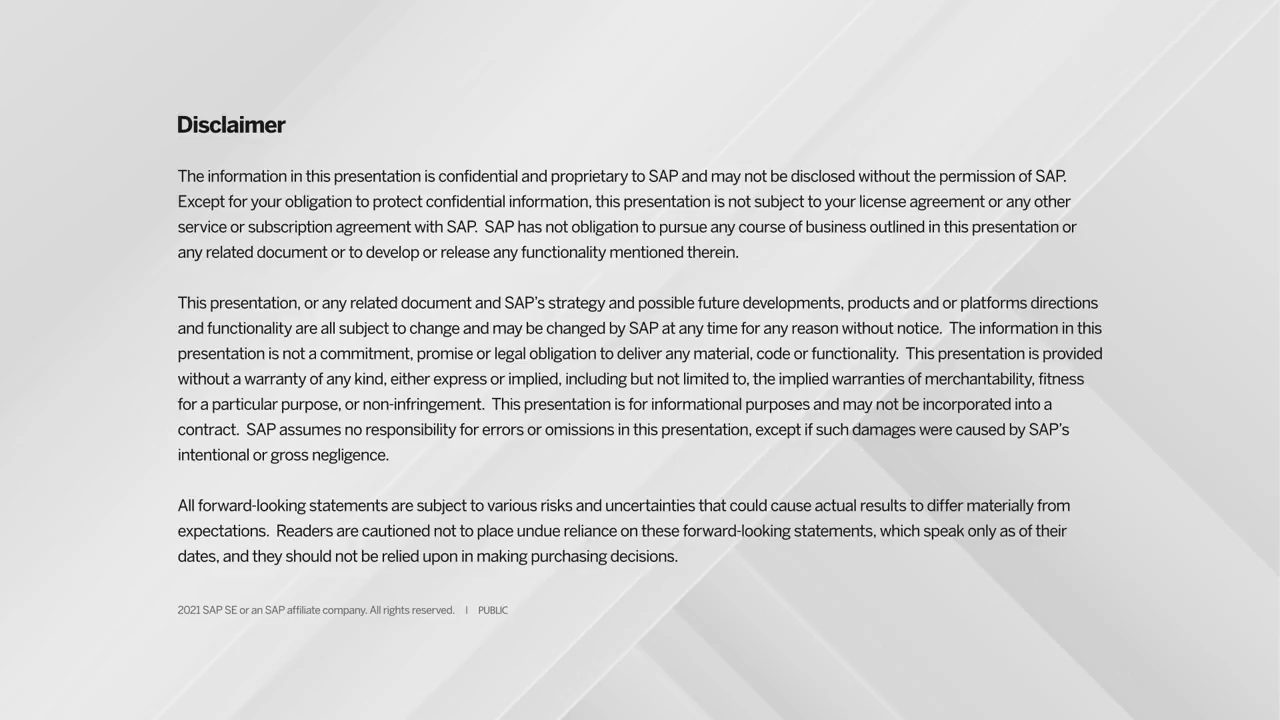 Disclaimer
The information in this presentation is confidential and proprietary to SAP and may not be disclosed without the permission of SAP.
Except for your obligation to protect confidential information, this presentation is not subject to your license agreement or any other
service or subscription agreement with SAP.  SAP has not obligation to pursue any course of business outlined in this presentation or
any related document or to develop or release any functionality mentioned therein.
This presentation, or any related document and SAP's strategy and possible future developments, products and or platforms directions
and functionality are all subject to change and may be changed by SAP at any time for any reason without notice.  The information in this
presentation is not a commitment, promise or legal obligation to deliver any material, code or functionality.  This presentation is provided
without a warranty of any kind, either express or implied, including but not limited to, the implied warranties of merchantability, fitness
for a particular purpose, or non-infringement.  This presentation is for informational purposes and may not be incorporated into a
contract.  SAP assumes no responsibility for errors or omissions in this presentation, except if such damages were caused by SAP's
intentional or gross negligence.
All forward-looking statements are subject to various risks and uncertainties that could cause actual results to differ materially from
expectations.  Readers are cautioned not to place undue reliance on these forward-looking statements, which speak only as of their
dates, and they should not be relied upon in making purchasing decisions.
2021 SAP SE or an SAP affiliate company. All rights reserved.  |  PUBLIC